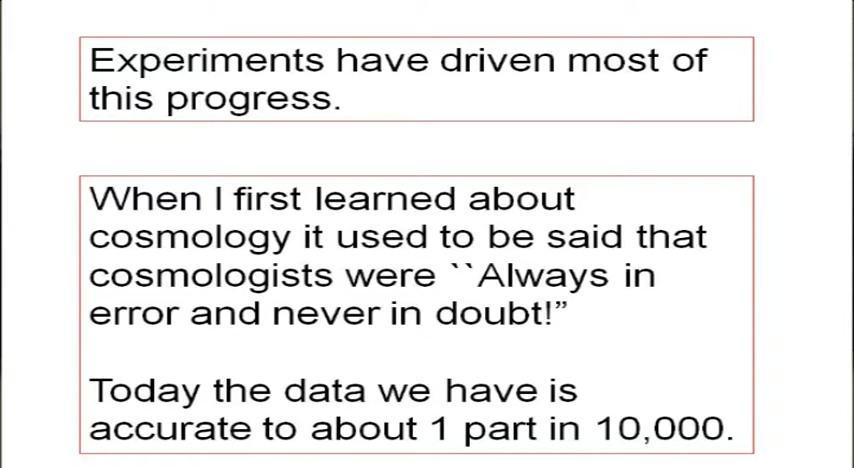 Experiments have driven most of
this progress.
When I first learned about
cosmology it used to be said that
cosmologists were ``Always in
error and never in doubt!”
Today the data we have is
accurate to about 1 part in 10,000.